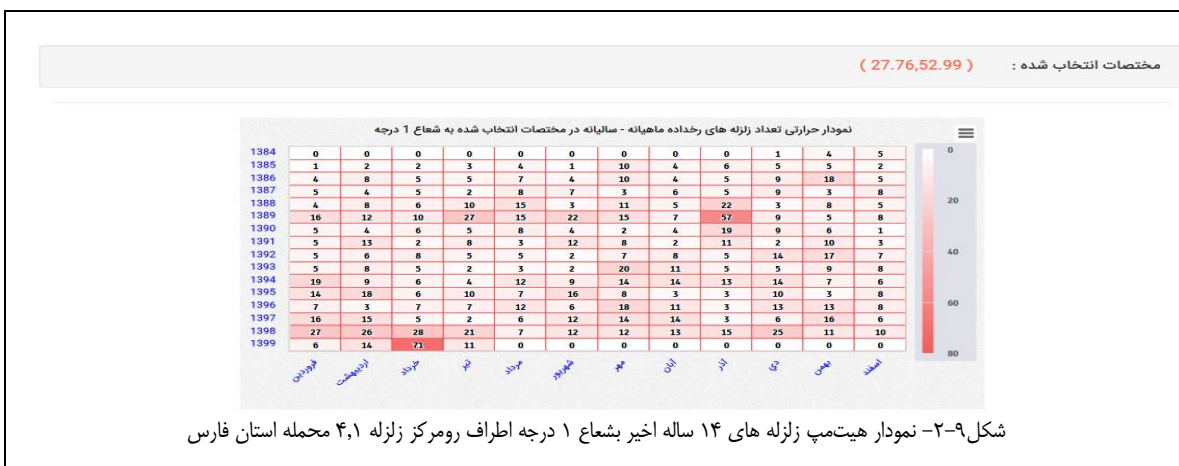 مختصات انتخاب شده : ( 27.76,52.99 )
نمودار حرارتی تعداد زلزله های رخداده ماهیانه - سالیانه در مختصات انتخاب شده به شعاع 1 درجه
1384 0 0 0 0 0 0 0 0 0 1 4 5
1385 1 2 2 3 4 1 10 4 6 5 5 2
1386 4 8 5 5 7 4 10 4 5 9 18 5
1387 5 4 5 2 8 7 3 6 5 9 3 8
1388 4 8 6 10 15 3 11 5 22 3 8 5
1389 16 12 10 27 15 22 15 7 57 9 5 8
1390 5 4 6 5 8 4 2 4 19 9 6 1
1391 5 13 2 8 3 12 8 2 11 2 10 3
1392 5 6 8 5 5 2 7 8 5 14 17 7
1393 5 8 5 2 3 2 20 11 5 5 9 8
1394 19 9 6 4 12 9 14 14 13 14 7 6
1395 14 18 6 10 7 16 8 3 3 10 3 8
1396 7 3 7 7 12 6 18 11 3 13 13 8
1397 16 15 5 2 6 12 14 14 3 6 16 6
1398 27 26 28 21 7 12 12 13 15 25 11 10
1399 6 14 71 11 0 0 0 0 0 0 0 0
فروردین اردیبهشت خرداد تیر مرداد شهریور مهر آبان آذر دي بهمن اسفند
0
20
40
60
80
شکل۹-۲- نمودار هیت‌مپ زلزله های ۱۴ ساله اخیر بشعاع ۱ درجه اطراف رومرکز زلزله ۴,۱ محمله استان فارس